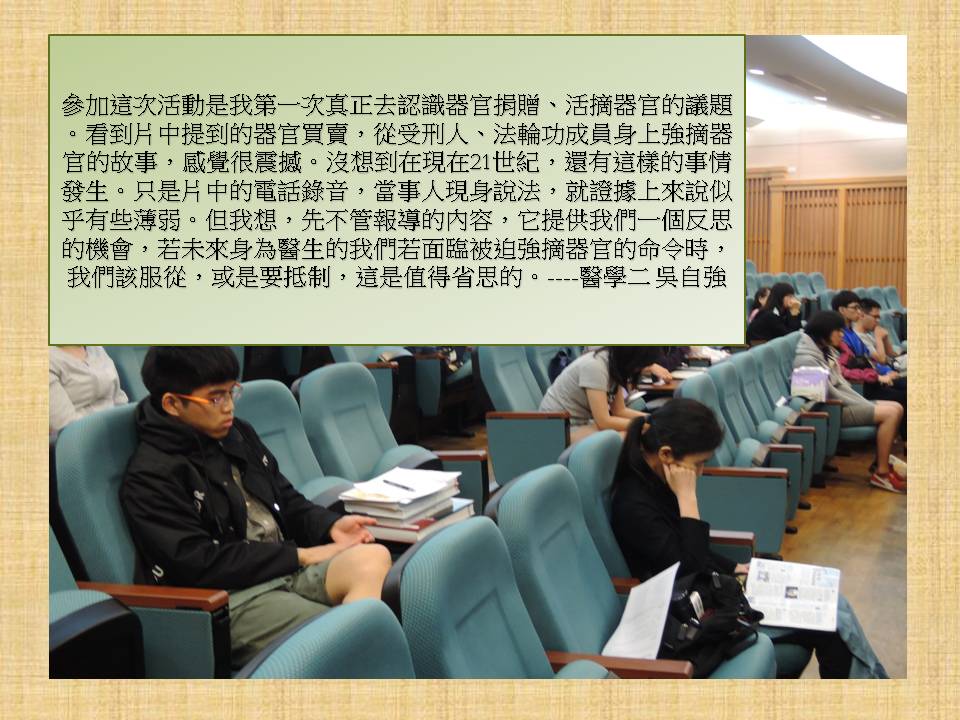 參加這次活動是我第一次真正去認識器官捐贈、活摘器官的議題
。看到片中提到的器官買賣，從受刑人、法輪功成員身上強摘器
官的故事，感覺很震撼。沒想到在現在21世紀，還有這樣的事情
發生。只是片中的電話錄音，當事人現身說法，就證據上來說似
乎有些薄弱。但我想，先不管報導的內容，它提供我們一個反思
的機會，若未來身為醫生的我們若面臨被迫強摘器官的命令時，
我們該服從，或是要抵制，這是值得省思的。----醫學二 吳自強